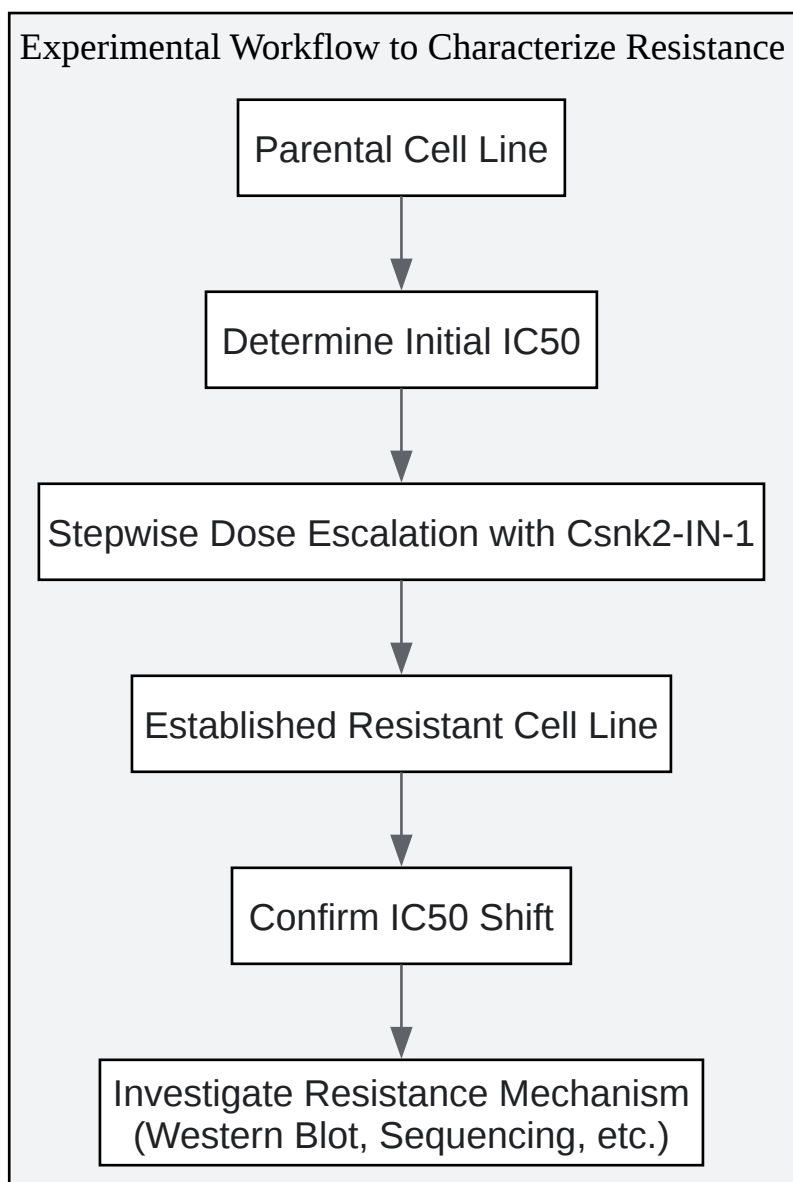 Experimental Workflow to Characterize Resistance
Parental Cell Line
Determine Initial IC50
Stepwise Dose Escalation with Csnk2-IN-1
Established Resistant Cell Line
Confirm IC50 Shift
Investigate Resistance Mechanism
(Western Blot, Sequencing, etc.)